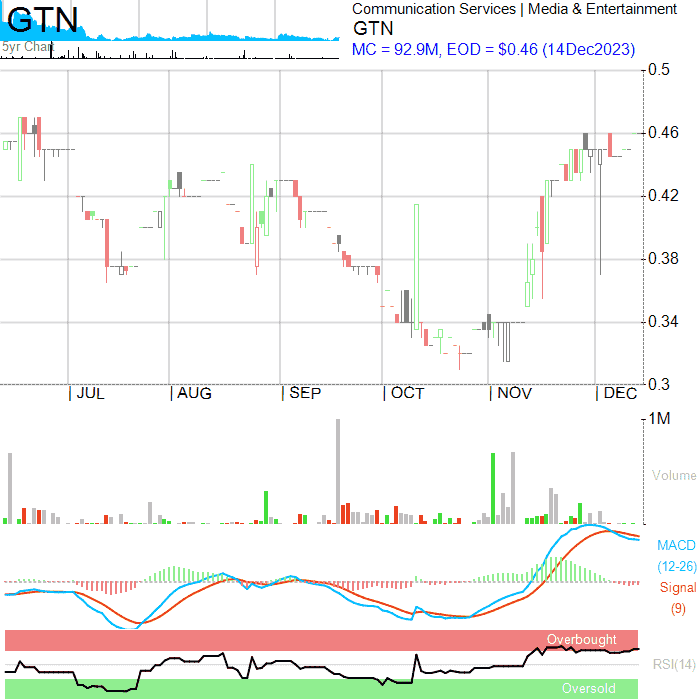 GTN
5yr Chart
Communication Services | Media & Entertainment
GTN
MC = 92.9M, EOD = $0.46 (14Dec2023)
0.5
0.46
0.42
0.38
0.34
0.3
JUL
AUG
SEP
OCT
NOV
DEC
1M
Volume
MACD
(12-26)
Signal
(9)
Overbought
RSI(14)
Oversold